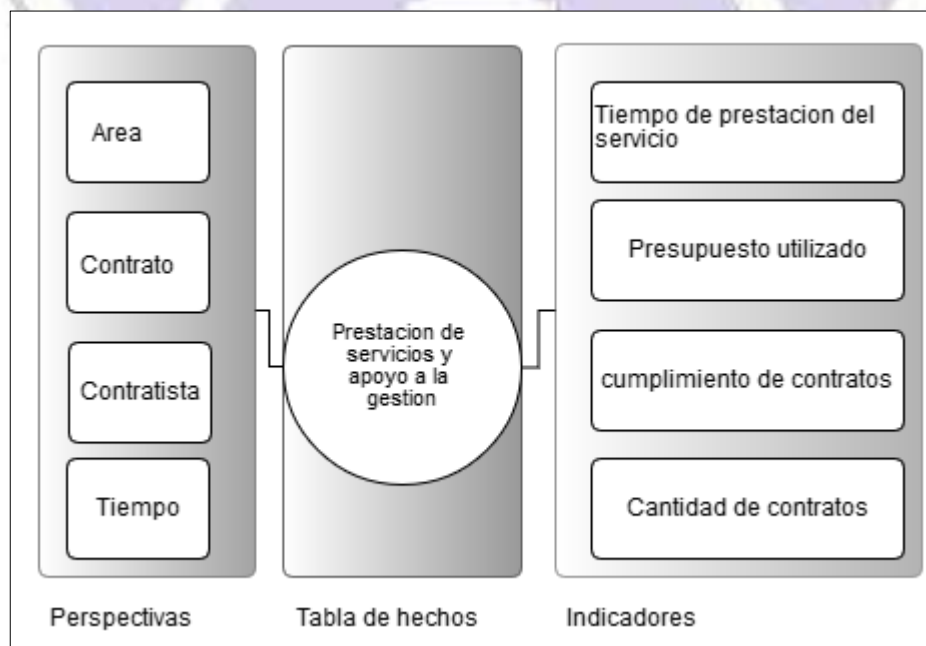 Area
Contrato
Contratista
Tiempo
Prestacion de
servicios y
apoyo a la
gestion
Tiempo de prestacion del
servicio
Presupuesto utilizado
cumplimiento de contratos
Cantidad de contratos
Perspectivas
Tabla de hechos
Indicadores